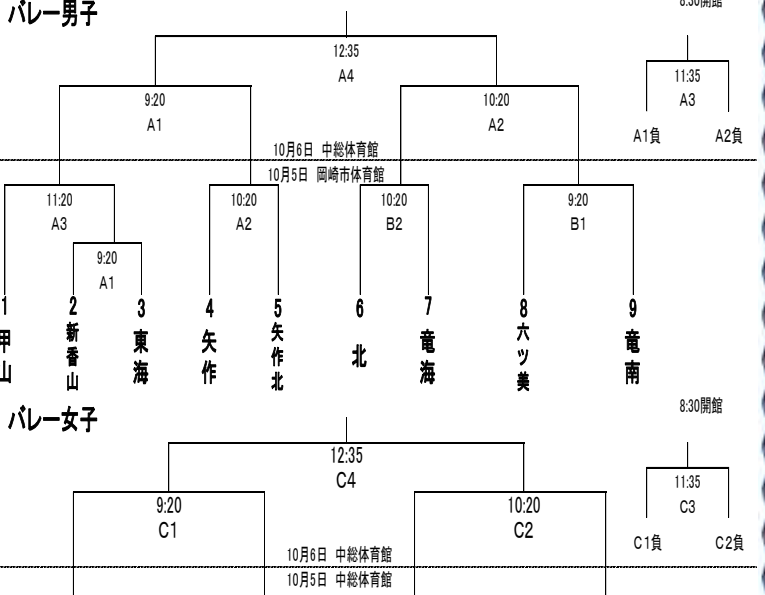 バレー男子
8:30開館
12:35
A4
11:35
A3
A1負 A2負
9:20
A1
10:20
A2
10月6日 中総体育館
10月5日 岡崎市体育館
11:20
A3
10:20
A2
10:20
B2
9:20
B1
9:20
A1
1 甲山
2 新香山
3 東海
4 矢作
5 矢作北
6 北
7 竜海
8 六ツ美
9 竜南
バレー女子
8:30開館
12:35
C4
11:35
C3
C1負 C2負
9:20
C1
10:20
C2
10月6日 中総体育館
10月5日 中総体育館